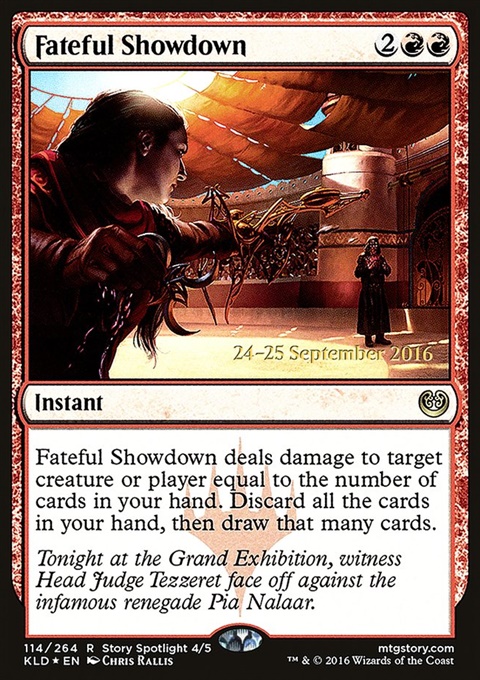 Fateful Showdown 2
24-25 September 2016
Instant
Fateful Showdown deals damage to target
creature or player equal to the number of
cards in your hand. Discard all the cards
in your hand, then draw that many cards.
Tonight at the Grand Exhibition, witness
Head Judge Tezzeret face off against the
infamous renegade Pia Nalaar.
114/264 R Story Spotlight 4/5
mtgstory.com
KLD ★ EN Chris Rallis
™ & © 2016 Wizards of the Coast